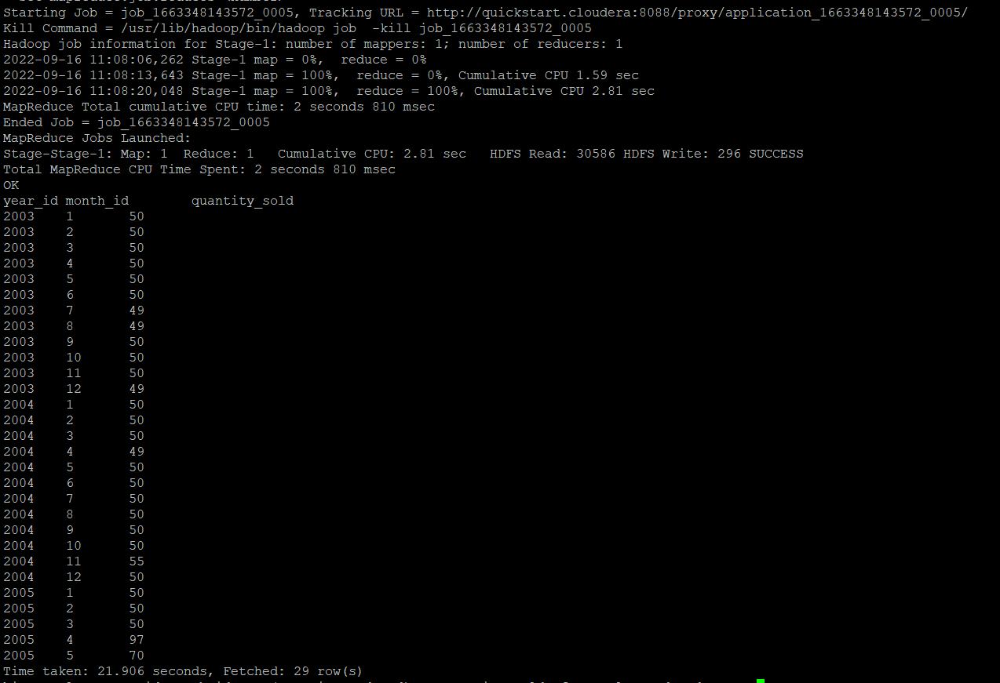 Starting Job = job_1663348143572_0005, Tracking URL = http://quickstart.cloudera:8088/proxy/application_1663348143572_0005/
Kill Command = /usr/lib/hadoop/bin/hadoop job  -kill job_1663348143572_0005
Hadoop job information for Stage-1: number of mappers: 1; number of reducers: 1
2022-09-16 11:08:06,262 Stage-1 map = 0%,  reduce = 0%
2022-09-16 11:08:13,643 Stage-1 map = 100%,  reduce = 0%, Cumulative CPU 1.59 sec
2022-09-16 11:08:20,048 Stage-1 map = 100%,  reduce = 100%, Cumulative CPU 2.81 sec
MapReduce Total cumulative CPU time: 2 seconds 810 msec
Ended Job = job_1663348143572_0005
MapReduce Jobs Launched:
Stage-Stage-1: Map: 1  Reduce: 1   Cumulative CPU: 2.81 sec   HDFS Read: 30586 HDFS Write: 296 SUCCESS
Total MapReduce CPU Time Spent: 2 seconds 810 msec
OK
year_id month_id        quantity_sold
2003    1       50
2003    2       50
2003    3       50
2003    4       50
2003    5       50
2003    6       50
2003    7       49
2003    8       49
2003    9       50
2003    10      50
2003    11      50
2003    12      49
2004    1       50
2004    2       50
2004    3       50
2004    4       49
2004    5       50
2004    6       50
2004    7       50
2004    8       50
2004    9       50
2004    10      50
2004    11      55
2004    12      50
2005    1       50
2005    2       50
2005    3       50
2005    4       97
2005    5       70
Time taken: 21.906 seconds, Fetched: 29 row(s)